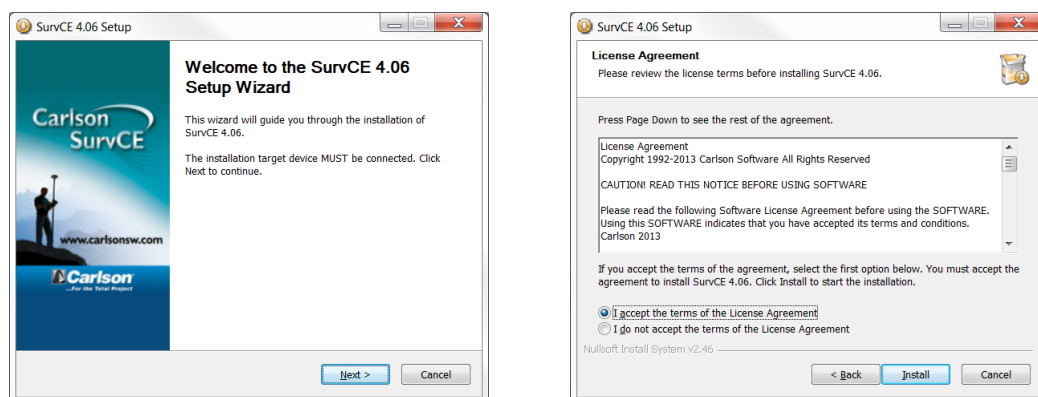 SurvCE 4.06 Setup
Carlson
SurvCE
www.carlsonsw.com
Carlson
...For the Total Project
Welcome to the SurvCE 4.06
Setup Wizard
This wizard will guide you through the installation of
SurvCE 4.06.
The installation target device MUST be connected. Click
Next to continue.
Next >
Cancel
SurvCE 4.06 Setup
License Agreement
Please review the license terms before installing SurvCE 4.06.
Press Page Down to see the rest of the agreement.
License Agreement
Copyright 1992-2013 Carlson Software All Rights Reserved
CAUTION! READ THIS NOTICE BEFORE USING SOFTWARE
Please read the following Software License Agreement before using the SOFTWARE.
Using this SOFTWARE indicates that you have accepted its terms and conditions.
Carlson 2013
If you accept the terms of the agreement, select the first option below. You must accept the
agreement to install SurvCE 4.06. Click Install to start the installation.
I accept the terms of the License Agreement
I do not accept the terms of the License Agreement
Nullsoft Install System v2.46
< Back
Install
Cancel